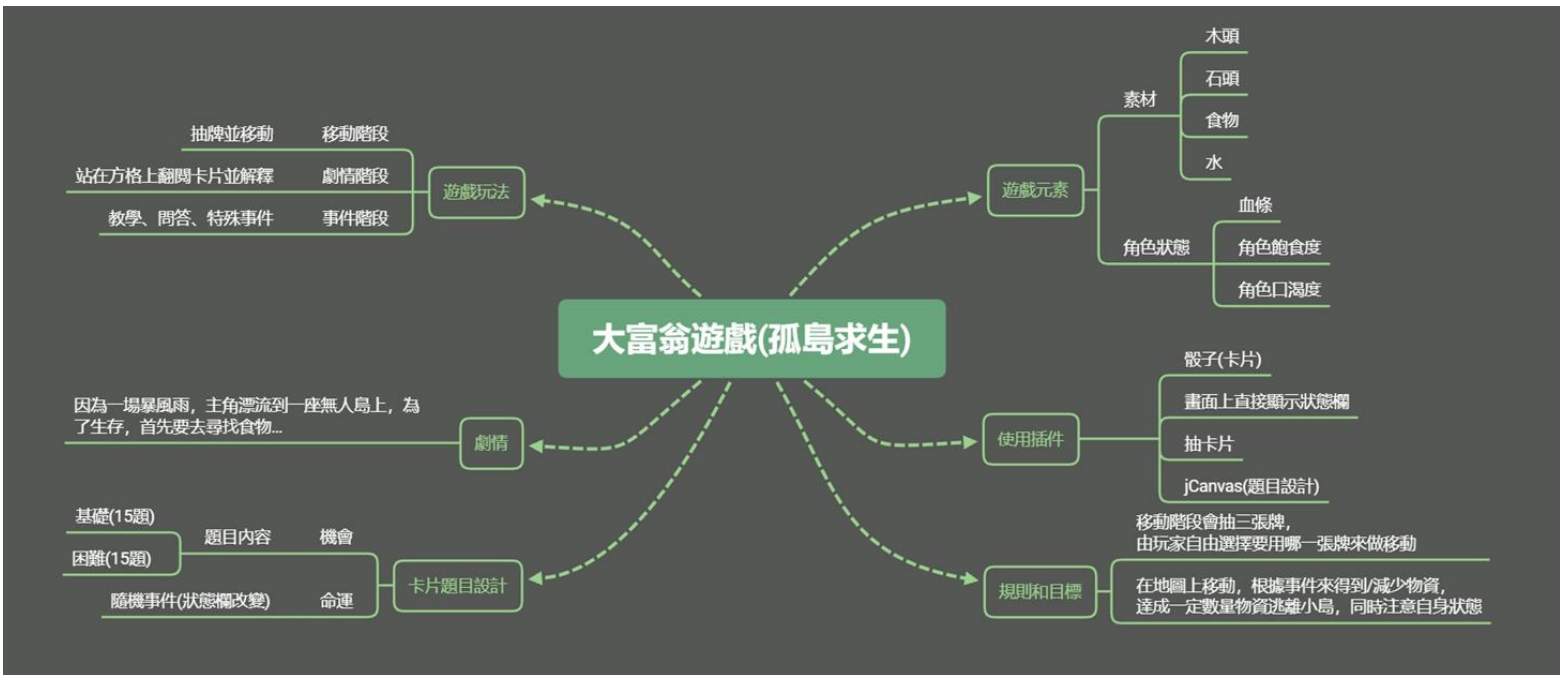 大富翁遊戲(孤島求生)
遊戲玩法
移動階段
抽牌並移動
劇情階段
站在方格上翻閱卡片並解釋
事件階段
教學、問答、特殊事件
劇情
因為一場暴風雨，主角漂流到一座無人島上，為
了生存，首先要去尋找食物...
卡片題目設計
機會
題目內容
基礎(15題)
困難(15題)
命運
隨機事件(狀態欄改變)
遊戲元素
素材
木頭
石頭
食物
水
角色狀態
血條
角色飽食度
角色口渴度
使用插件
骰子(卡片)
畫面上直接顯示狀態欄
抽卡片
jCanvas(題目設計)
規則和目標
移動階段會抽三張牌，
由玩家自由選擇要用哪一張牌來做移動
在地圖上移動，根據事件來得到/減少物資，
達成一定數量物資逃離小島，同時注意自身狀態